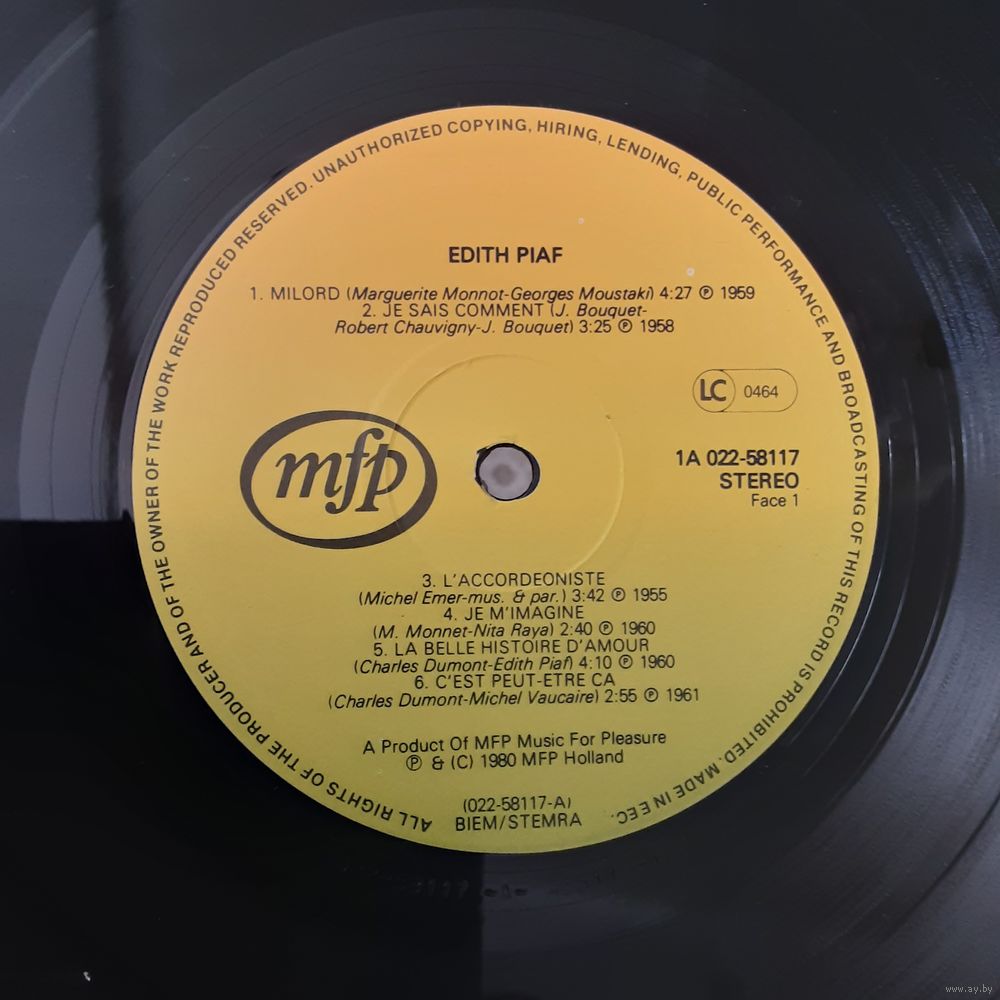 ALL RIGHTS OF THE PRODUCER AND OF THE OWNER OF THE WORK REPRODUCED RESERVED. UNAUTHORIZED COPYING, HIRING, LENDING, PUBLIC PERFORMANCE AND BROADCASTING OF THIS RECORD IS PROHIBITED. MADE IN EEC.
EDITH PIAF
1. MILORD (Marguerite Monnot-Georges Moustaki) 4:27 ℗ 1959
2. JE SAIS COMMENT (J. Bouquet-
Robert Chauvigny-J. Bouquet) 3:25 ℗ 1958
LC 0464
mfp
1A 022-58117
STEREO
Face 1
3. L'ACCORDEONISTE
(Michel Emer-mus. & par.) 3:42 ℗ 1955
4. JE M'IMAGINE
(M. Monnet-Nita Raya) 2:40 ℗ 1960
5. LA BELLE HISTOIRE D'AMOUR
(Charles Dumont-Edith Piaf) 4:10 ℗ 1960
6. C'EST PEUT-ETRE CA
(Charles Dumont-Michel Vaucaire) 2:55 ℗ 1961
A Product Of MFP Music For Pleasure
℗ & (C) 1980 MFP Holland
(022-58117-A)
BIEM/STEMRA
www.ay.by